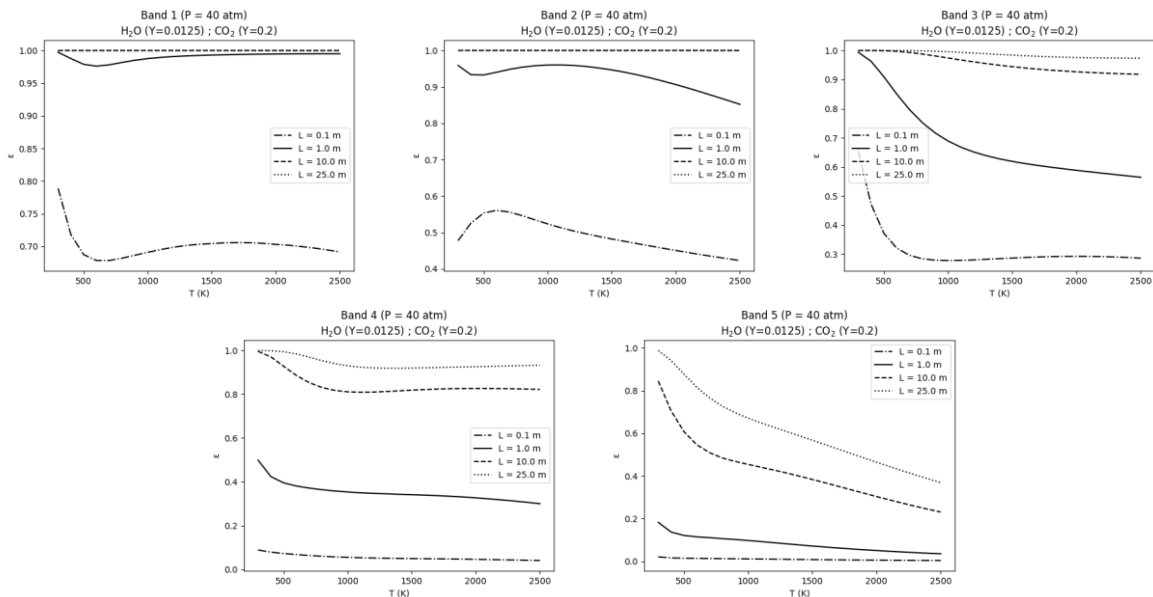 Band 1 (P = 40 atm)
H₂O (Y=0.0125) ; CO₂ (Y=0.2)
1.00
0.95
0.90
0.85
0.80
0.75
0.70
ε
L = 0.1 m
L = 1.0 m
L = 10.0 m
L = 25.0 m
500 1000 1500 2000 2500
T (K)
Band 2 (P = 40 atm)
H₂O (Y=0.0125) ; CO₂ (Y=0.2)
1.0
0.9
0.8
0.7
0.6
0.5
0.4
ε
L = 0.1 m
L = 1.0 m
L = 10.0 m
L = 25.0 m
500 1000 1500 2000 2500
T (K)
Band 3 (P = 40 atm)
H₂O (Y=0.0125) ; CO₂ (Y=0.2)
1.0
0.9
0.8
0.7
0.6
0.5
0.4
0.3
ε
L = 0.1 m
L = 1.0 m
L = 10.0 m
L = 25.0 m
500 1000 1500 2000 2500
T (K)
Band 4 (P = 40 atm)
H₂O (Y=0.0125) ; CO₂ (Y=0.2)
1.0
0.8
0.6
0.4
0.2
0.0
ε
L = 0.1 m
L = 1.0 m
L = 10.0 m
L = 25.0 m
500 1000 1500 2000 2500
T (K)
Band 5 (P = 40 atm)
H₂O (Y=0.0125) ; CO₂ (Y=0.2)
1.0
0.8
0.6
0.4
0.2
0.0
ε
L = 0.1 m
L = 1.0 m
L = 10.0 m
L = 25.0 m
500 1000 1500 2000 2500
T (K)